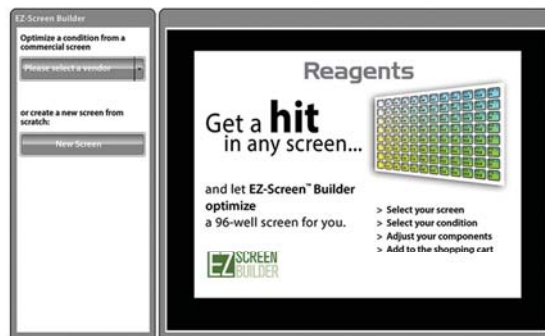 EZ-Screen Builder
Optimize a condition from a
commercial screen
Please select a vendor
or create a new screen from
scratch:
New Screen
Reagents
Get a hit
in any screen...
and let EZ-Screen™ Builder
optimize
a 96-well screen for you.
> Select your screen
> Select your condition
> Adjust your components
> Add to the shopping cart
EZ SCREEN
BUILDER